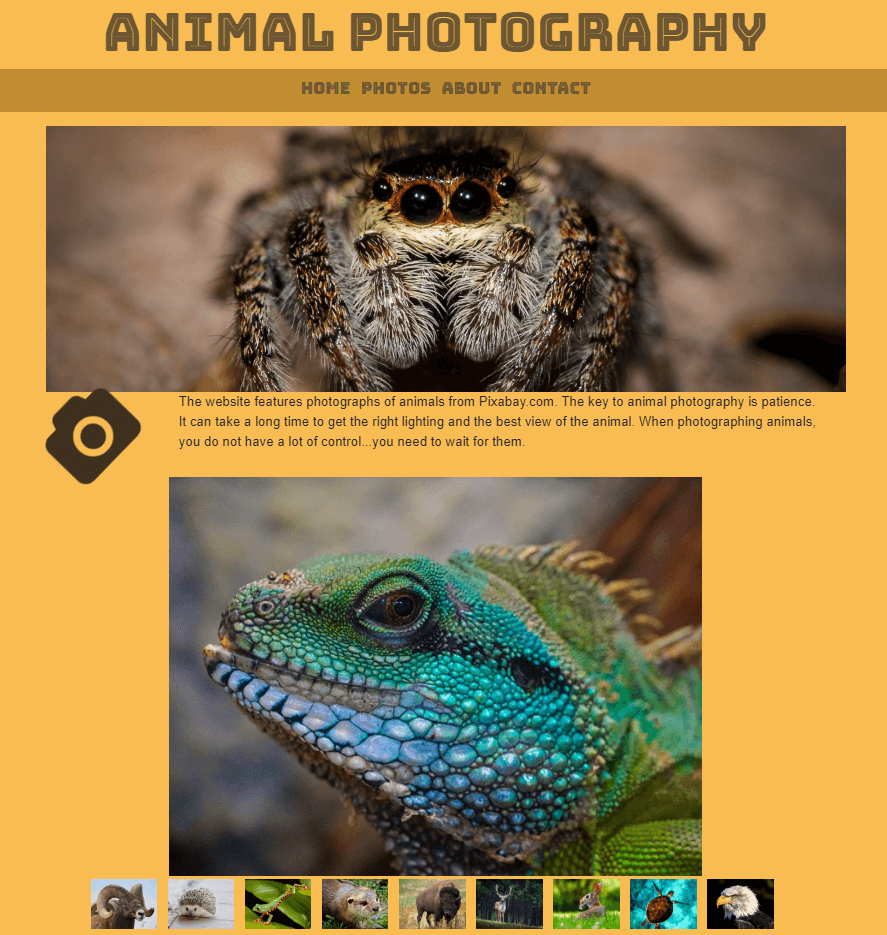 ANIMAL PHOTOGRAPHY
HOME PHOTOS ABOUT CONTACT
The website features photographs of animals from Pixabay.com. The key to animal photography is patience.
It can take a long time to get the right lighting and the best view of the animal. When photographing animals,
you do not have a lot of control...you need to wait for them.